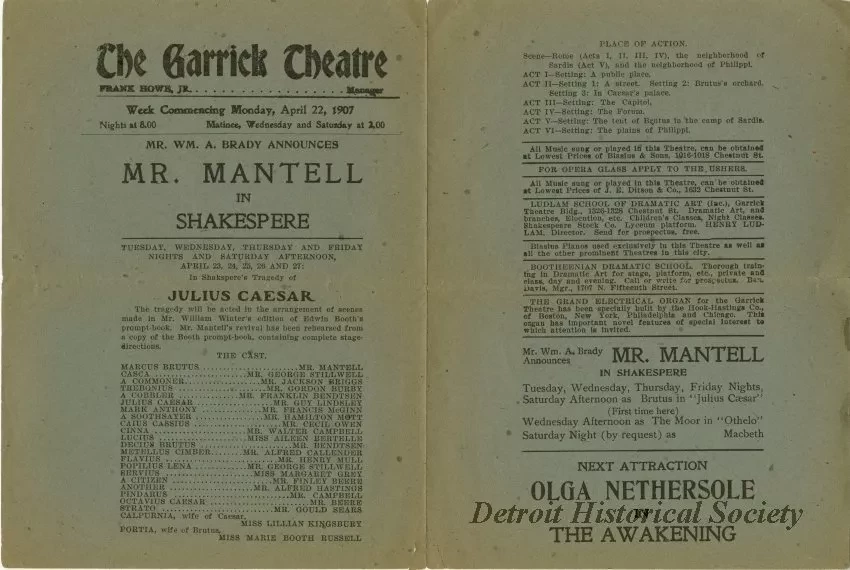 The Garrick Theatre
FRANK HOWE, JR. . . . . . . . . . . . . . . . . Manager
Week Commencing Monday, April 22, 1907
Nights at 8.00 Matinee, Wednesday and Saturday at 2.00
MR. WM. A. BRADY ANNOUNCES
MR. MANTELL
IN
SHAKESPERE
TUESDAY, WEDNESDAY, THURSDAY AND FRIDAY
NIGHTS AND SATURDAY AFTERNOON,
APRIL 23, 24, 25, 26 AND 27:
In Shakspere's Tragedy of
JULIUS CAESAR
The tragedy will be acted in the arrangement of scenes
made in Mr. William Winter's edition of Edwin Booth's
prompt-book. Mr. Mantell's revival has been rehearsed from
a copy of the Booth prompt-book, containing complete stage-
directions.
THE CAST.
MARCUS BRUTUS ..................MR. MANTELL
CASCA ..................MR. GEORGE STILLWELL
A COMMONER..............MR. JACKSON BRIGGS
TREBONIUS ................MR. GORDON BURBY
A COBBLER ............MR. FRANKLIN BENDTSEN
JULIUS CAESAR ..............MR. GUY LINDSLEY
MARK ANTHONY ............MR. FRANCIS McGINN
A SOOTHSAYER ............MR. HAMILTON MOTT
CAIUS CASSIUS ................MR. CECIL OWEN
CINNA ..................MR. WALTER CAMPBELL
LUCIUS ................MISS AILEEN BERTELLE
DECIUS BRUTUS ..................MR. BENDTSEN
METELLUS CIMBER....MR. ALFRED CALLENDER
FLAVIUS ....................MR. HENRY MULL
POPILIUS LENA ..........MR. GEORGE STILLWELL
SERVIUS ................MISS MARGARET GREY
A CITIZEN ..................MR. FINLEY BEERE
ANOTHER ..............MR. ALFRED HASTINGS
PINDARUS ....................MR. CAMPBELL
OCTAVIUS CAESAR ................MR. BEERE
STRATO ....................MR. GOULD SEARS
CALPURNIA, wife of Caesar,
MISS LILLIAN KINGSBURY
PORTIA, wife of Brutus,
MISS MARIE BOOTH RUSSELL
PLACE OF ACTION.
Scene—Rome (Acts I, II, III, IV), the neighborhood of
Sardis (Act V), and the neighborhood of Philippi.
ACT I—Setting: A public place.
ACT II—Setting 1: A street. Setting 2: Brutus's orchard.
Setting 3: In Cæsar's palace.
ACT III—Setting: The Capitol.
ACT IV—Setting: The Forum.
ACT V—Setting: The tent of Brutus in the camp of Sardis.
ACT VI—Setting: The plains of Philippi.
All Music sung or played in this Theatre, can be obtained
at Lowest Prices of Blasius & Sons, 1016-1018 Chestnut St.
FOR OPERA GLASS APPLY TO THE USHERS.
All Music sung or played in this Theatre, can be obtained
at Lowest Prices of J. E. Ditson & Co., 1632 Chestnut St.
LUDLAM SCHOOL OF DRAMATIC ART (Inc.), Garrick
Theatre Bldg., 1326-1328 Chestnut St. Dramatic Art, and
branches, Elocution, etc. Children's Classes, Night Classes.
Shakespeare Stock Co. Lyceum platform. HENRY LUD-
LAM, Director. Send for prospectus, free.
Blasius Pianos used exclusively in this Theatre as well as
all the other prominent Theatres in this city.
BOOTHEENIAN DRAMATIC SCHOOL. Thorough train-
ing in Dramatic Art for stage, platform, etc., private and
class, day and evening. Call or write for prospectus.
Davis, Mgr., 1707 N. Fifteenth Street.
THE GRAND ELECTRICAL ORGAN for the Garrick
Theatre has been specially built by the Hook-Hastings Co.,
of Boston, New York, Philadelphia and Chicago. This
organ has important novel features of special interest to
which attention is invited.
Mr. Wm. A. Brady
Announces MR. MANTELL
IN SHAKESPERE
Tuesday, Wednesday, Thursday, Friday Nights,
Saturday Afternoon as Brutus in "Julius Cæsar"
(First time here)
Wednesday Afternoon as The Moor in "Othelo"
Saturday Night (by request) as Macbeth
NEXT ATTRACTION
OLGA NETHERSOLE
IN
THE AWAKENING
Detroit Historical Society